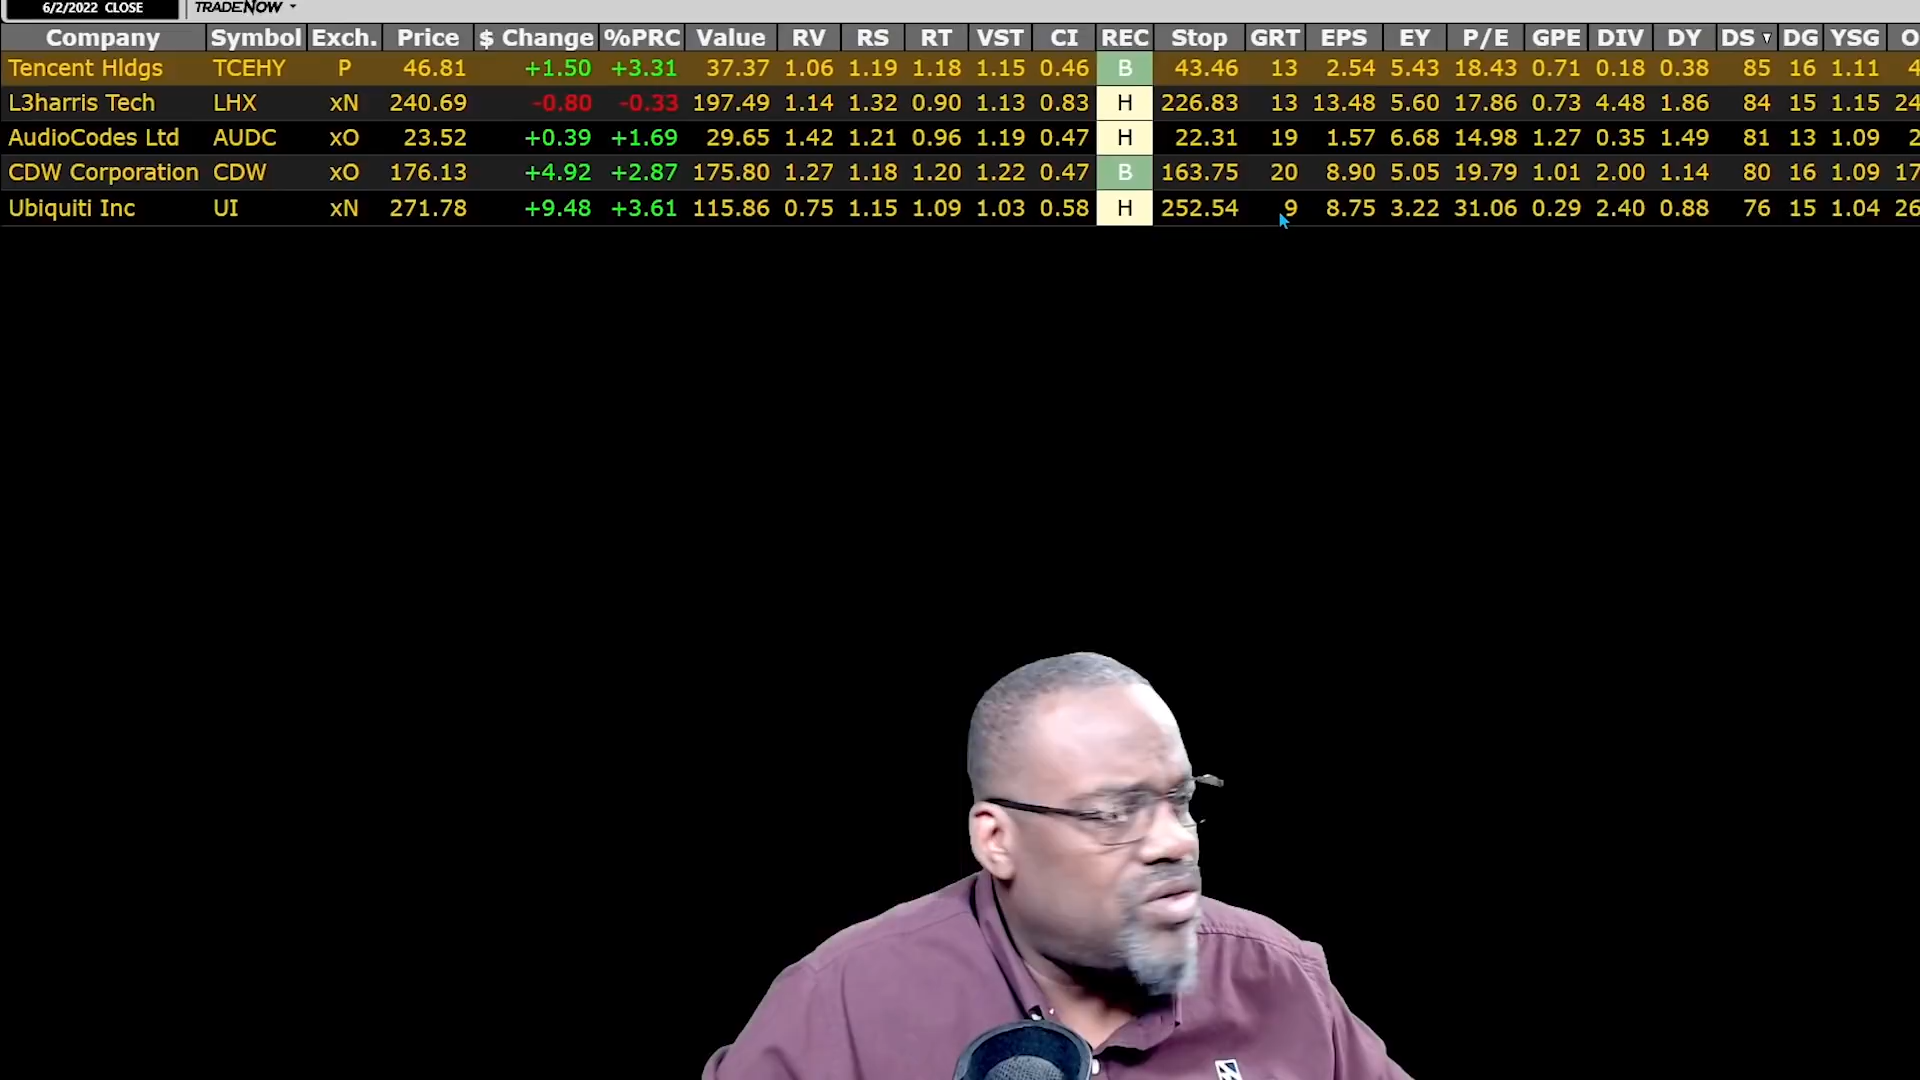 6/2/2022 CLOSE TRADENOW
Company Symbol Exch. Price $ Change %PRC Value RV RS RT VST CI REC Stop GRT EPS EY P/E GPE DIV DY DS DG YSG O
Tencent Hldgs TCEHY P 46.81 +1.50 +3.31 37.37 1.06 1.19 1.18 1.15 0.46 B 43.46 13 2.54 5.43 18.43 0.71 0.18 0.38 85 16 1.11 4
L3harris Tech LHX xN 240.69 -0.80 -0.33 197.49 1.14 1.32 0.90 1.13 0.83 H 226.83 13 13.48 5.60 17.86 0.73 4.48 1.86 84 15 1.15 24
AudioCodes Ltd AUDC xO 23.52 +0.39 +1.69 29.65 1.42 1.21 0.96 1.19 0.47 H 22.31 19 1.57 6.68 14.98 1.27 0.35 1.49 81 13 1.09 2
CDW Corporation CDW xO 176.13 +4.92 +2.87 175.80 1.27 1.18 1.20 1.22 0.47 B 163.75 20 8.90 5.05 19.79 1.01 2.00 1.14 80 16 1.09 17
Ubiquiti Inc UI xN 271.78 +9.48 +3.61 115.86 0.75 1.15 1.09 1.03 0.58 H 252.54 9 8.75 3.22 31.06 0.29 2.40 0.88 76 15 1.04 26